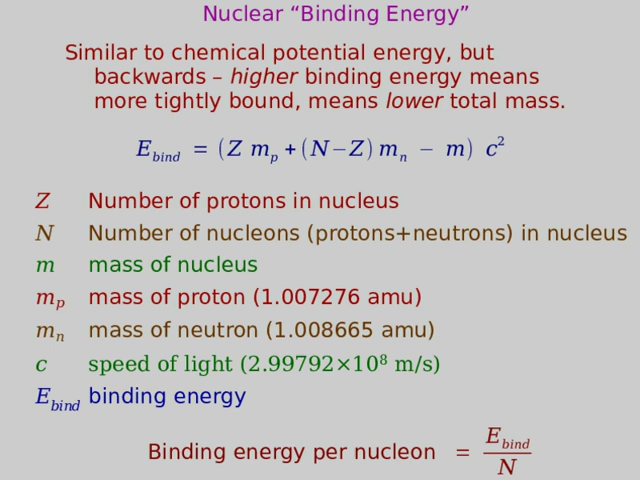 Nuclear “Binding Energy”
Similar to chemical potential energy, but
backwards – higher binding energy means
more tightly bound, means lower total mass.
E_bind = (Z m_p + (N−Z) m_n − m) c²
Z Number of protons in nucleus
N Number of nucleons (protons+neutrons) in nucleus
m mass of nucleus
m_p mass of proton (1.007276 amu)
m_n mass of neutron (1.008665 amu)
c speed of light (2.99792×10⁸ m/s)
E_bind binding energy
Binding energy per nucleon = E_bind / N